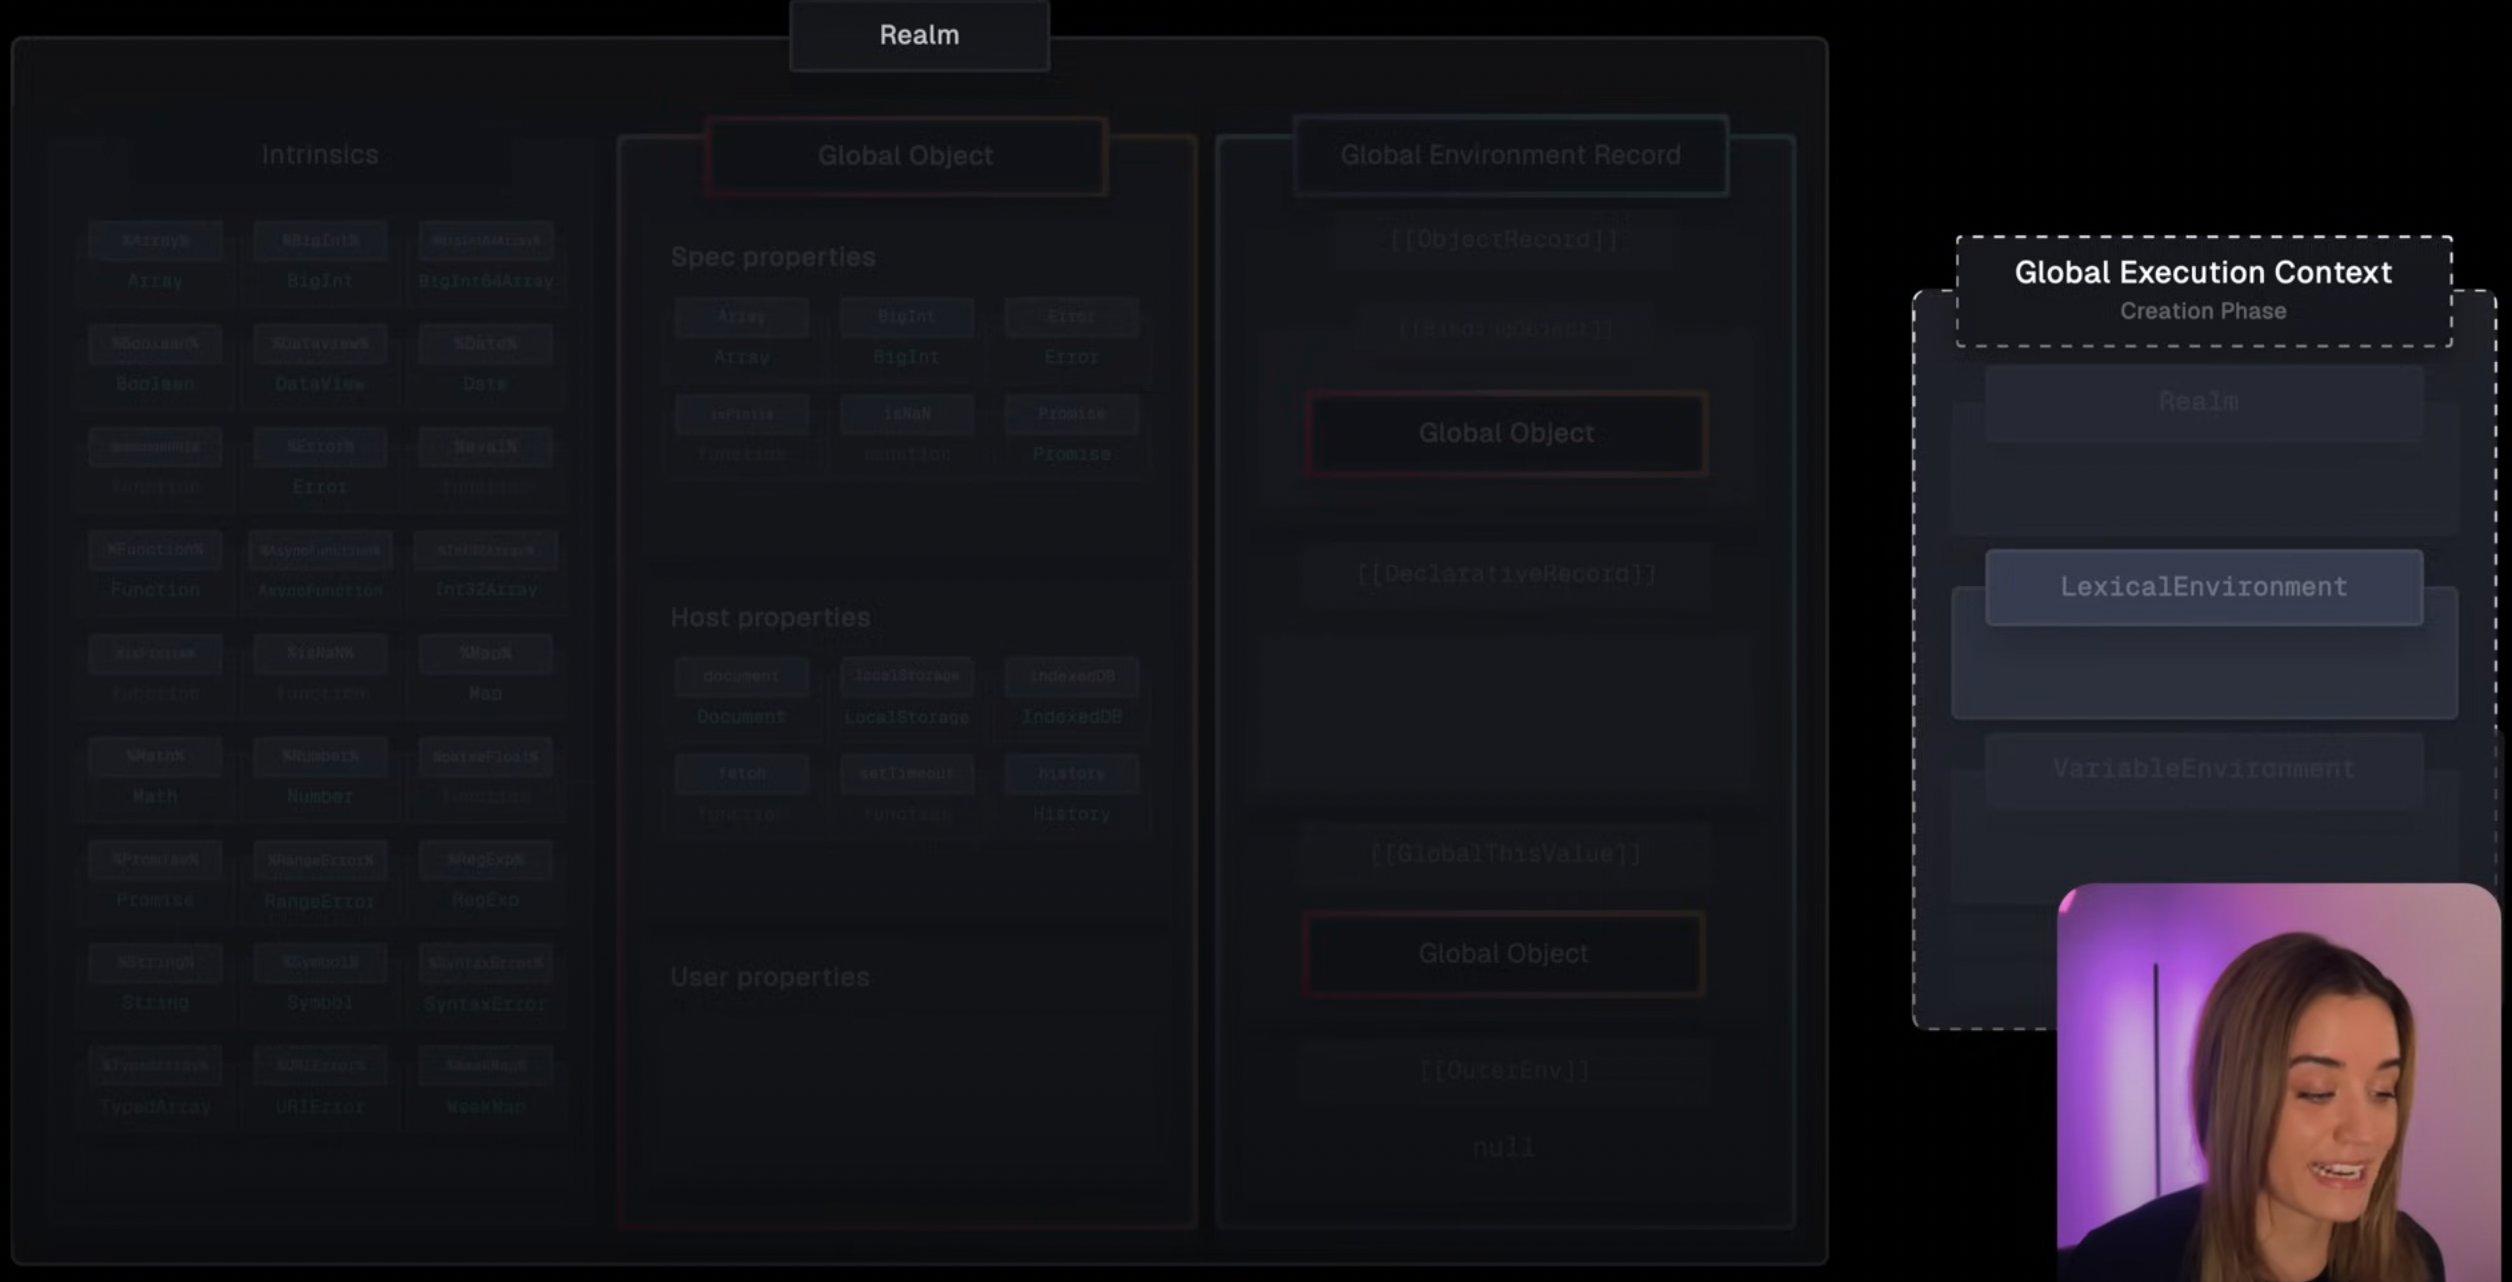 Realm
Intrinsics
%Array%
%BigInt%
%BigInt64Array%
Array
BigInt
BigInt64Array
%Boolean%
%DataView%
%Date%
Boolean
DataView
Date
%Error%
%eval%
function
Error
function
%Function%
%AsyncFunction%
%Int32Array%
Function
AsyncFunction
Int32Array
%isFinite%
%isNaN%
%Map%
function
function
Map
%Math%
%Number%
%parseFloat%
Math
Number
function
%Promise%
%RangeError%
%RegExp%
Promise
RangeError
RegExp
%String%
%Symbol%
%SyntaxError%
String
Symbol
SyntaxError
%TypedArray%
%URIError%
%WeakMap%
TypedArray
URIError
WeakMap
Global Object
Spec properties
Array
BigInt
Error
Array
BigInt
Error
isFinite
isNaN
Promise
function
function
Promise
Host properties
document
localStorage
indexedDB
Document
LocalStorage
IndexedDB
fetch
setTimeout
history
function
function
History
User properties
Global Environment Record
[[ObjectRecord]]
[[BindingObject]]
Global Object
[[DeclarativeRecord]]
[[GlobalThisValue]]
Global Object
[[OuterEnv]]
null
Global Execution Context
Creation Phase
Realm
LexicalEnvironment
VariableEnvironment